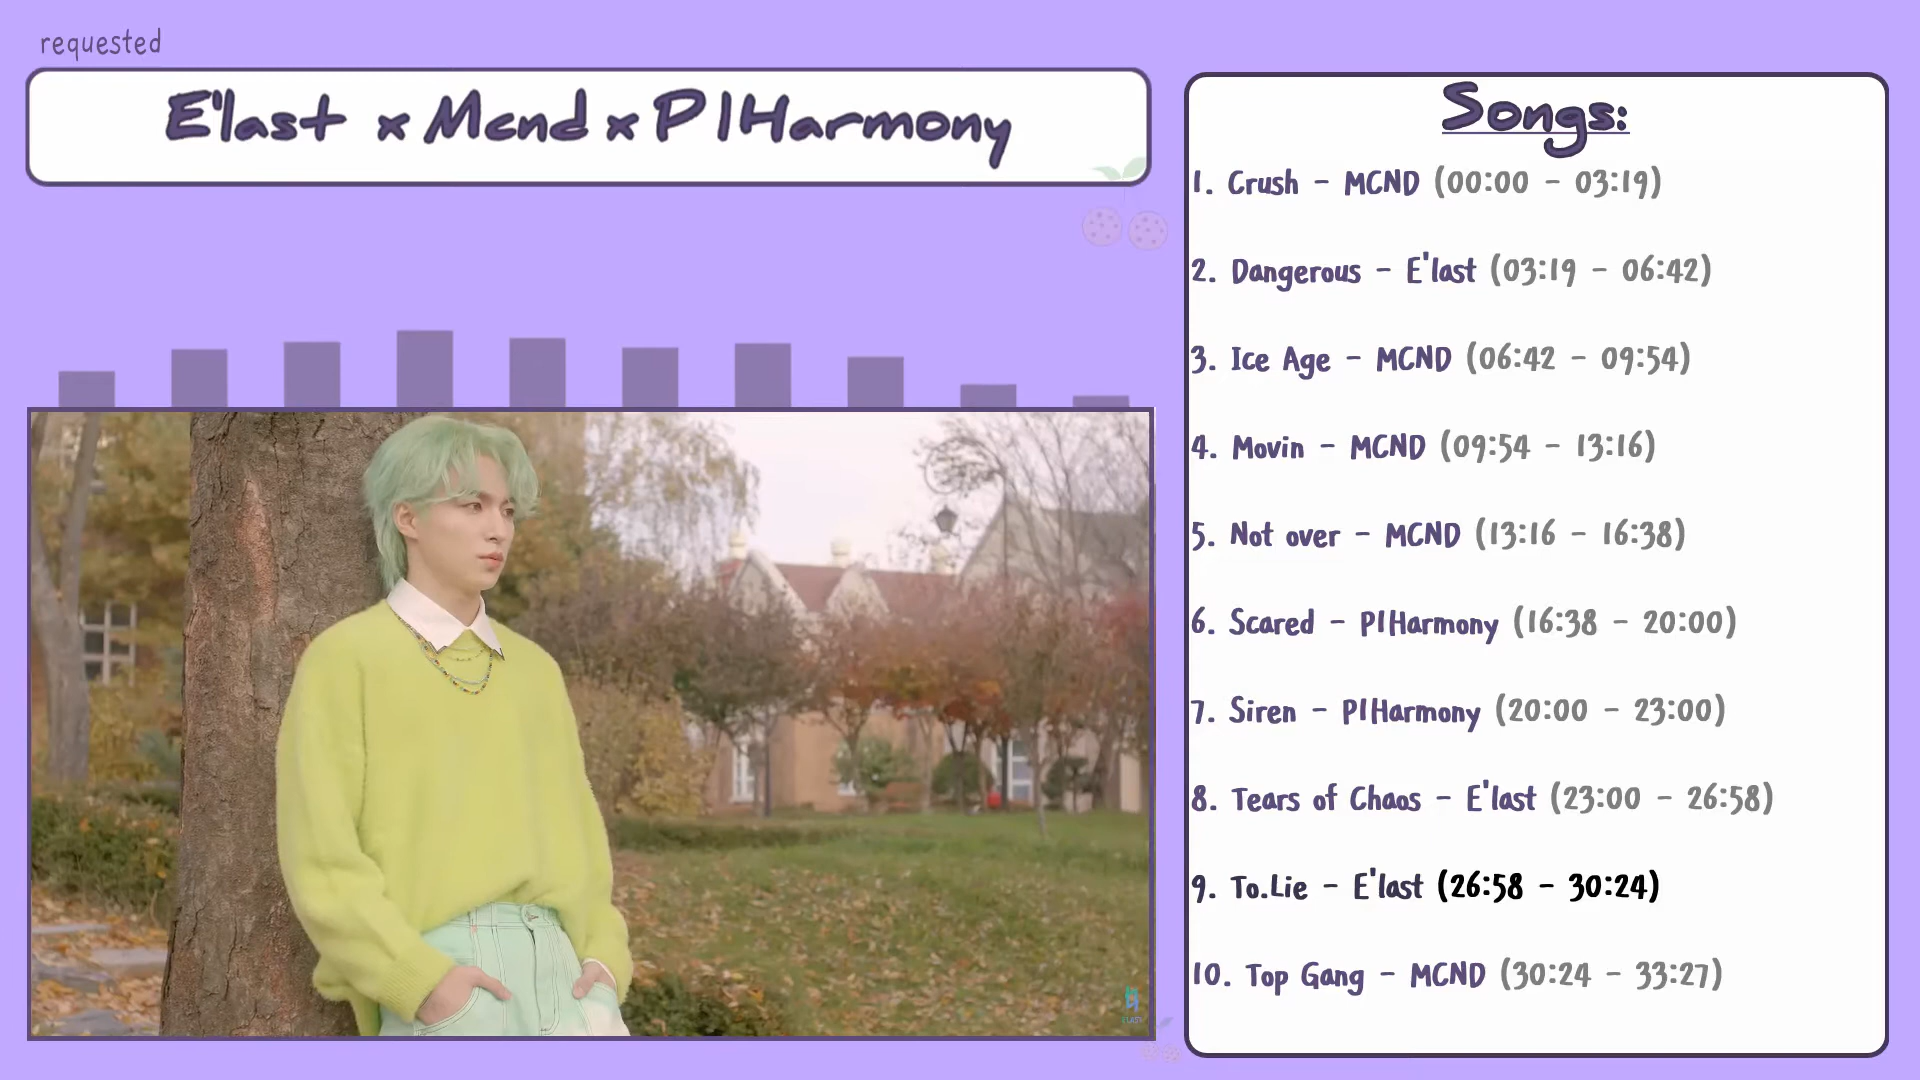 requested
E'last x Mcnd x P1Harmony
Songs:
1. Crush - MCND (00:00 - 03:19)
2. Dangerous - E'last (03:19 - 06:42)
3. Ice Age - MCND (06:42 - 09:54)
4. Movin - MCND (09:54 - 13:16)
5. Not over - MCND (13:16 - 16:38)
6. Scared - P1Harmony (16:38 - 20:00)
7. Siren - P1Harmony (20:00 - 23:00)
8. Tears of Chaos - E'last (23:00 - 26:58)
9. To.Lie - E'last (26:58 - 30:24)
10. Top Gang - MCND (30:24 - 33:27)
E'LAST